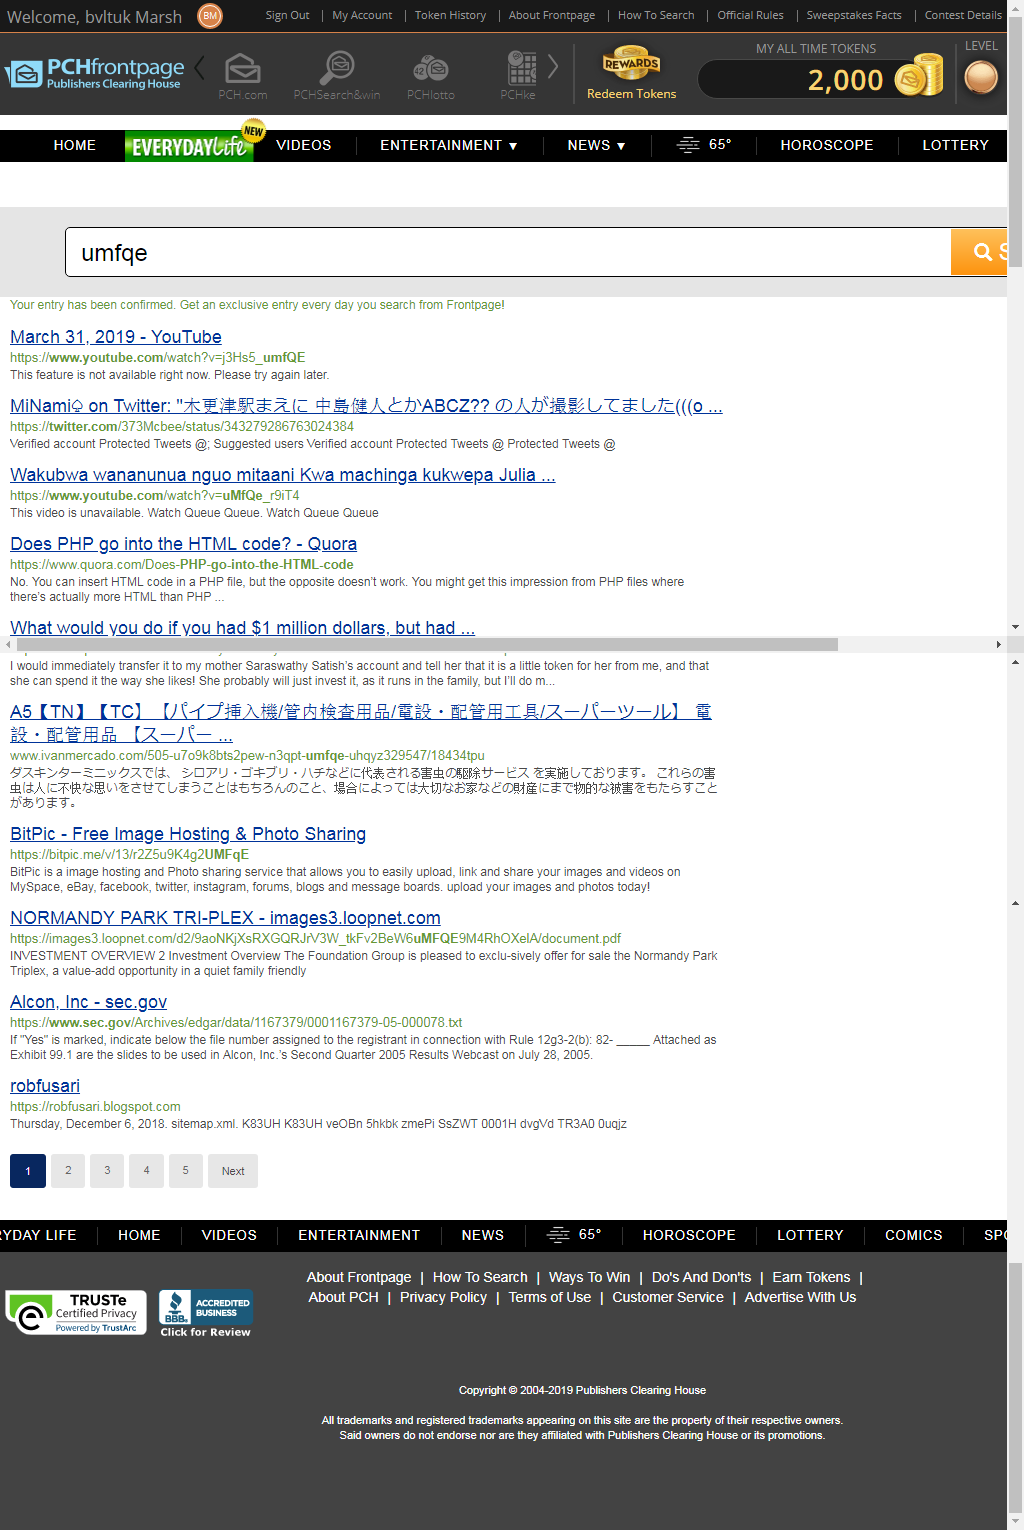 Welcome, bvltuk Marsh BM Sign Out | My Account | Token History | About Frontpage | How To Search | Official Rules | Sweepstakes Facts | Contest Details
PCHfrontpage
Publishers Clearing House
PCH.com PCHSearch&win 42 PCHlotto PCHke
REWARDS
Redeem Tokens
MY ALL TIME TOKENS
2,000
LEVEL
HOME EVERYDAY Life NEW VIDEOS ENTERTAINMENT ▼ NEWS ▼ 65° HOROSCOPE LOTTERY
umfqe S
Your entry has been confirmed. Get an exclusive entry every day you search from Frontpage!
March 31, 2019 - YouTube
https://www.youtube.com/watch?v=j3Hs5_umfQE
This feature is not available right now. Please try again later.
MiNami♤ on Twitter: "木更津駅まえに 中島健人とかABCZ?? の人が撮影してました(((o ...
https://twitter.com/373Mcbee/status/343279286763024384
Verified account Protected Tweets @; Suggested users Verified account Protected Tweets @ Protected Tweets @
Wakubwa wananunua nguo mitaani Kwa machinga kukwepa Julia ...
https://www.youtube.com/watch?v=uMfQe_r9iT4
This video is unavailable. Watch Queue Queue. Watch Queue Queue
Does PHP go into the HTML code? - Quora
https://www.quora.com/Does-PHP-go-into-the-HTML-code
No. You can insert HTML code in a PHP file, but the opposite doesn't work. You might get this impression from PHP files where
there's actually more HTML than PHP ...
What would you do if you had $1 million dollars, but had ...
I would immediately transfer it to my mother Saraswathy Satish's account and tell her that it is a little token for her from me, and that
she can spend it the way she likes! She probably will just invest it, as it runs in the family, but I'll do m...
A5【TN】【TC】【パイプ挿入機/管内検査用品/電設・配管用工具/スーパーツール】 電
設・配管用品 【スーパー ...
www.ivanmercado.com/505-u7o9k8bts2pew-n3qpt-umfqe-uhqyz329547/18434tpu
ダスキンターミニックスでは、 シロアリ・ゴキブリ・ハチなどに代表される害虫の駆除サービス を実施しております。 これらの害
虫は人に不快な思いをさせてしまうことはもちろんのこと、場合によっては大切なお家などの財産にまで物的な被害をもたらすこと
があります。
BitPic - Free Image Hosting & Photo Sharing
https://bitpic.me/v/13/r2Z5u9K4g2UMFqE
BitPic is a image hosting and Photo sharing service that allows you to easily upload, link and share your images and videos on
MySpace, eBay, facebook, twitter, instagram, forums, blogs and message boards. upload your images and photos today!
NORMANDY PARK TRI-PLEX - images3.loopnet.com
https://images3.loopnet.com/d2/9aoNKjXsRXGQRJrV3W_tkFv2BeW6uMFQE9M4RhOXelA/document.pdf
INVESTMENT OVERVIEW 2 Investment Overview The Foundation Group is pleased to exclu-sively offer for sale the Normandy Park
Triplex, a value-add opportunity in a quiet family friendly
Alcon, Inc - sec.gov
https://www.sec.gov/Archives/edgar/data/1167379/0001167379-05-000078.txt
If "Yes" is marked, indicate below the file number assigned to the registrant in connection with Rule 12g3-2(b): 82- _____ Attached as
Exhibit 99.1 are the slides to be used in Alcon, Inc.'s Second Quarter 2005 Results Webcast on July 28, 2005.
robfusari
https://robfusari.blogspot.com
Thursday, December 6, 2018. sitemap.xml. K83UH K83UH veOBn 5hkbk zmePi SsZWT 0001H dvgVd TR3A0 0uqjz
1 2 3 4 5 Next
RYDAY LIFE HOME VIDEOS ENTERTAINMENT NEWS 65° HOROSCOPE LOTTERY COMICS SPO
About Frontpage | How To Search | Ways To Win | Do's And Don'ts | Earn Tokens |
About PCH | Privacy Policy | Terms of Use | Customer Service | Advertise With Us
TRUSTe
Certified Privacy
Powered by TrustArc
BBB.
ACCREDITED
BUSINESS
Click for Review
Copyright © 2004-2019 Publishers Clearing House
All trademarks and registered trademarks appearing on this site are the property of their respective owners.
Said owners do not endorse nor are they affiliated with Publishers Clearing House or its promotions.